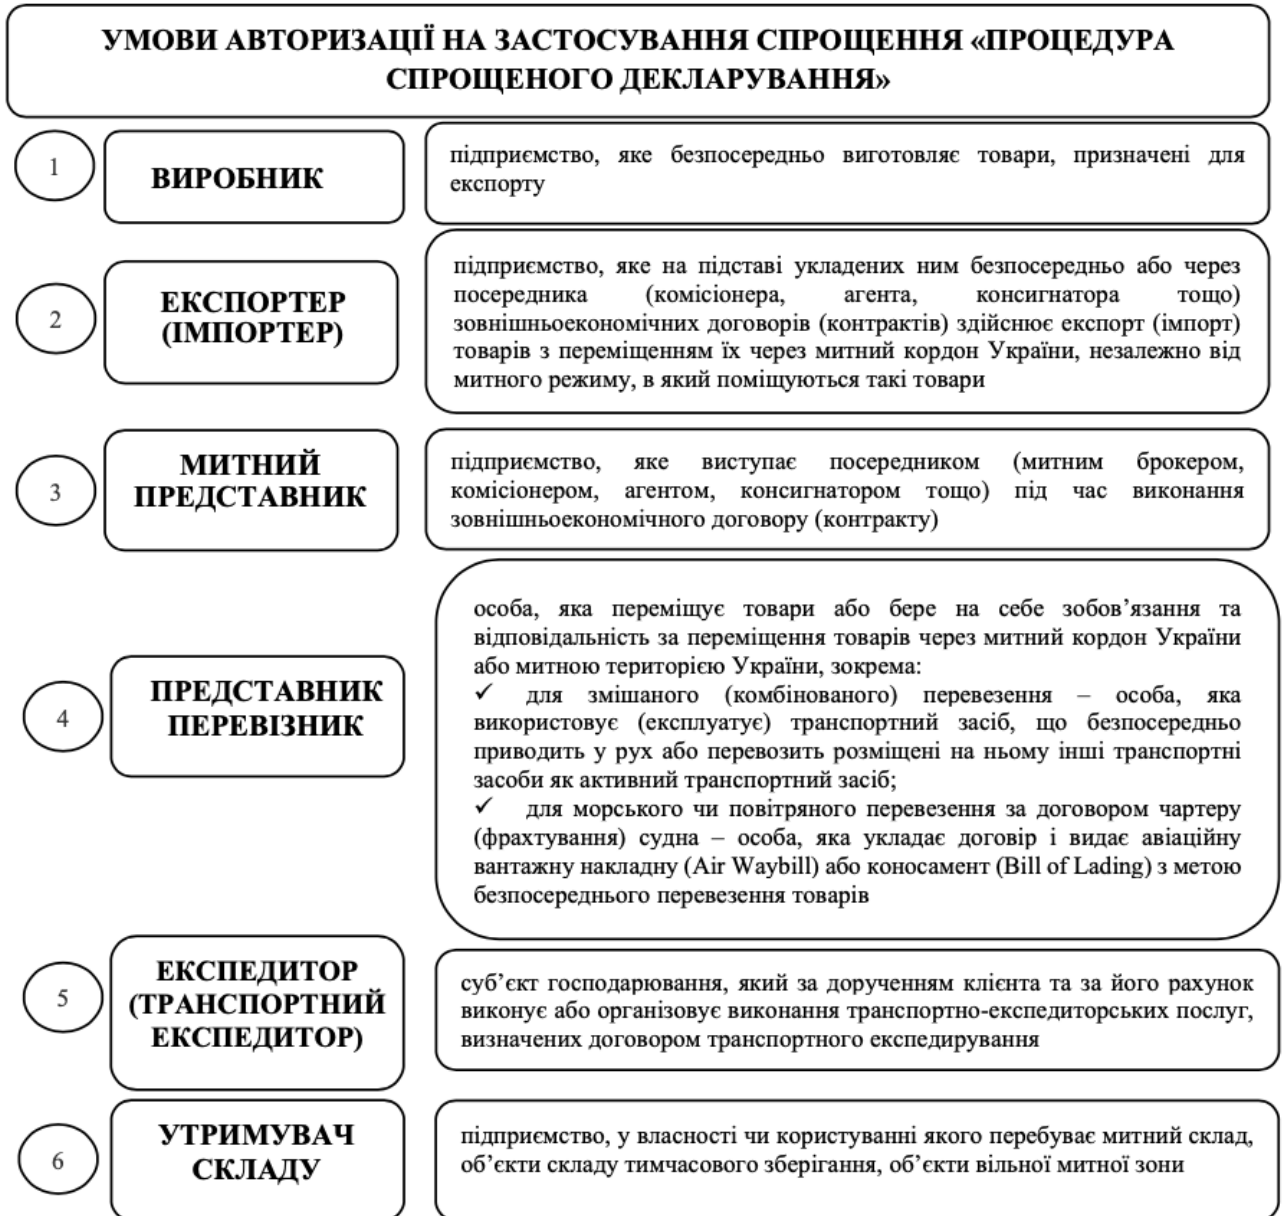 УМОВИ АВТОРИЗАЦІЇ НА ЗАСТОСУВАННЯ СПРОЩЕННЯ «ПРОЦЕДУРА
СПРОЩЕНОГО ДЕКЛАРУВАННЯ»
1
ВИРОБНИК
підприємство, яке безпосередньо виготовляє товари, призначені для
експорту
2
ЕКСПОРТЕР
(ІМПОРТЕР)
підприємство, яке на підставі укладених ним безпосередньо або через
посередника (комісіонера, агента, консигнатора тощо)
зовнішньоекономічних договорів (контрактів) здійснює експорт (імпорт)
товарів з переміщенням їх через митний кордон України, незалежно від
митного режиму, в який поміщуються такі товари
3
МИТНИЙ
ПРЕДСТАВНИК
підприємство, яке виступає посередником (митним брокером,
комісіонером, агентом, консигнатором тощо) під час виконання
зовнішньоекономічного договору (контракту)
4
ПРЕДСТАВНИК
ПЕРЕВІЗНИК
особа, яка переміщує товари або бере на себе зобов’язання та
відповідальність за переміщення товарів через митний кордон України
або митною територією України, зокрема:
✓ для змішаного (комбінованого) перевезення – особа, яка
використовує (експлуатує) транспортний засіб, що безпосередньо
приводить у рух або перевозить розміщені на ньому інші транспортні
засоби як активний транспортний засіб;
✓ для морського чи повітряного перевезення за договором чартеру
(фрахтування) судна – особа, яка укладає договір і видає авіаційну
вантажну накладну (Air Waybill) або коносамент (Bill of Lading) з метою
безпосереднього перевезення товарів
5
ЕКСПЕДИТОР
(ТРАНСПОРТНИЙ
ЕКСПЕДИТОР)
суб’єкт господарювання, який за дорученням клієнта та за його рахунок
виконує або організовує виконання транспортно-експедиторських послуг,
визначених договором транспортного експедирування
6
УТРИМУВАЧ
СКЛАДУ
підприємство, у власності чи користуванні якого перебуває митний склад,
об’єкти складу тимчасового зберігання, об’єкти вільної митної зони